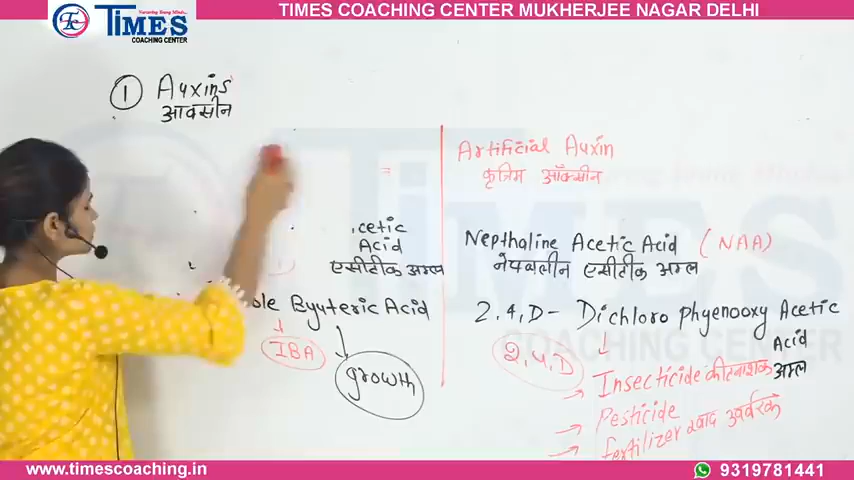 TIMES COACHING CENTER MUKHERJEE NAGAR DELHI
TIMES
COACHING CENTER
① Auxins
आक्सीन
Artificial Auxin
कृत्रिम ऑक्सीन
cetic
Acid
एसीटीक अम्ल
Nepthaline Acetic Acid (NAA)
नेपथलीन एसीटीक अम्ल
ole Byuteric Acid
IBA
growth
2,4,D- Dichloro phyenooxy Acetic
Acid
अम्ल
2,4,D
Insecticide कीटनाशक
Pesticide
fertilizer खाद उर्वरक
www.timescoaching.in
9319781441